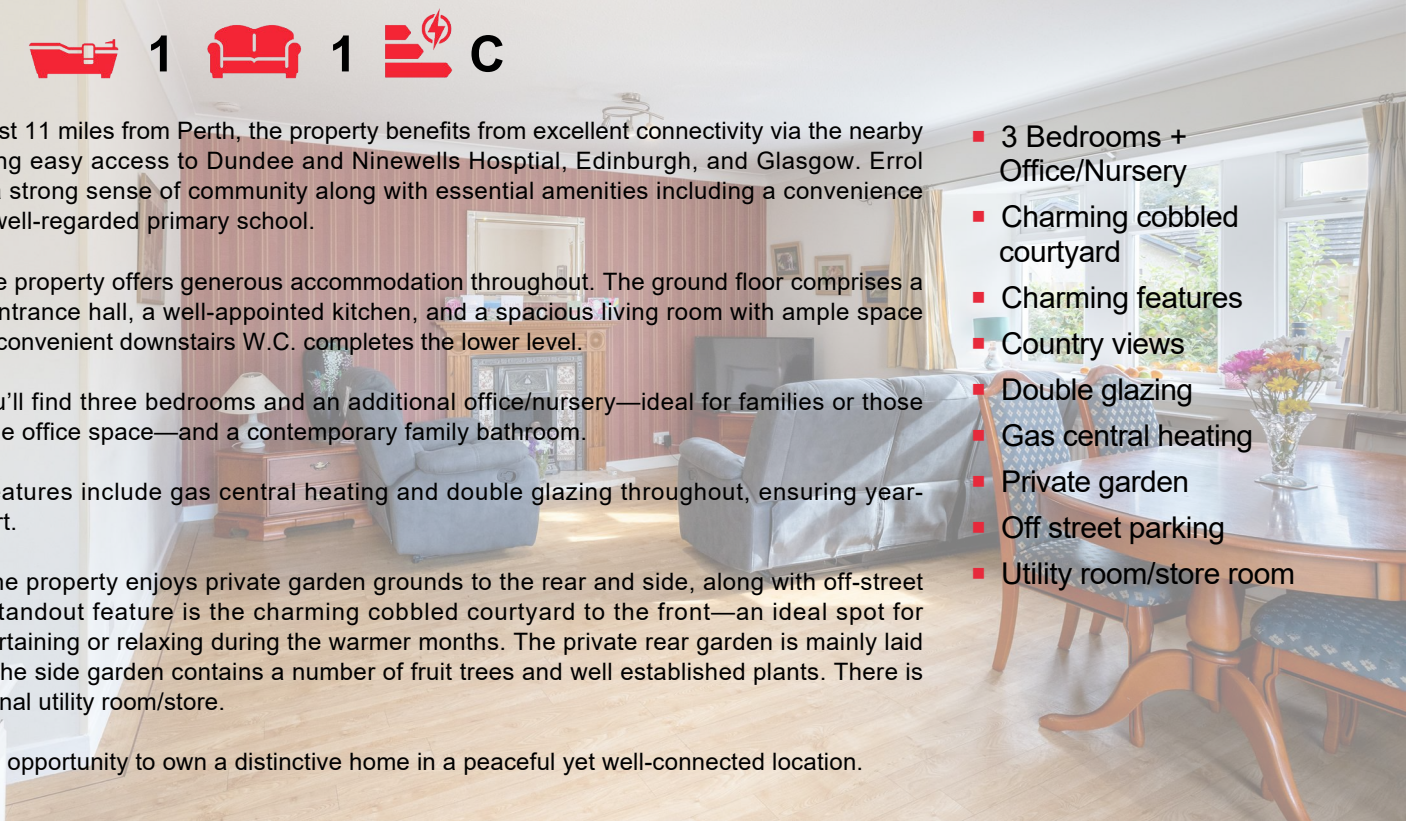 1 1 C
st 11 miles from Perth, the property benefits from excellent connectivity via the nearby
ng easy access to Dundee and Ninewells Hosptial, Edinburgh, and Glasgow. Errol
a strong sense of community along with essential amenities including a convenience
well-regarded primary school.
e property offers generous accommodation throughout. The ground floor comprises a
ntrance hall, a well-appointed kitchen, and a spacious living room with ample space
convenient downstairs W.C. completes the lower level.
u’ll find three bedrooms and an additional office/nursery—ideal for families or those
e office space—and a contemporary family bathroom.
eatures include gas central heating and double glazing throughout, ensuring year-
rt.
he property enjoys private garden grounds to the rear and side, along with off-street
tandout feature is the charming cobbled courtyard to the front—an ideal spot for
rtaining or relaxing during the warmer months. The private rear garden is mainly laid
he side garden contains a number of fruit trees and well established plants. There is
nal utility room/store.
opportunity to own a distinctive home in a peaceful yet well-connected location.
▪ 3 Bedrooms +
Office/Nursery
▪ Charming cobbled
courtyard
▪ Charming features
▪ Country views
▪ Double glazing
▪ Gas central heating
▪ Private garden
▪ Off street parking
▪ Utility room/store room